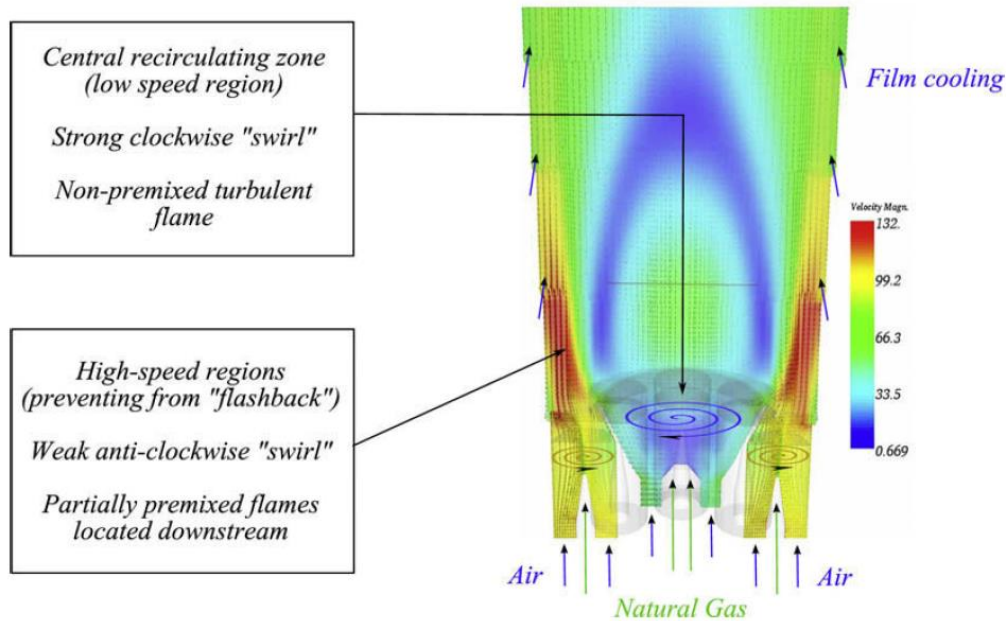 Central recirculating zone
(low speed region)
Strong clockwise "swirl"
Non-premixed turbulent
flame
High-speed regions
(preventing from "flashback")
Weak anti-clockwise "swirl"
Partially premixed flames
located downstream
Film cooling
Velocity Magn.
132.
99.2
66.3
33.5
0.669
Air
Air
Natural Gas